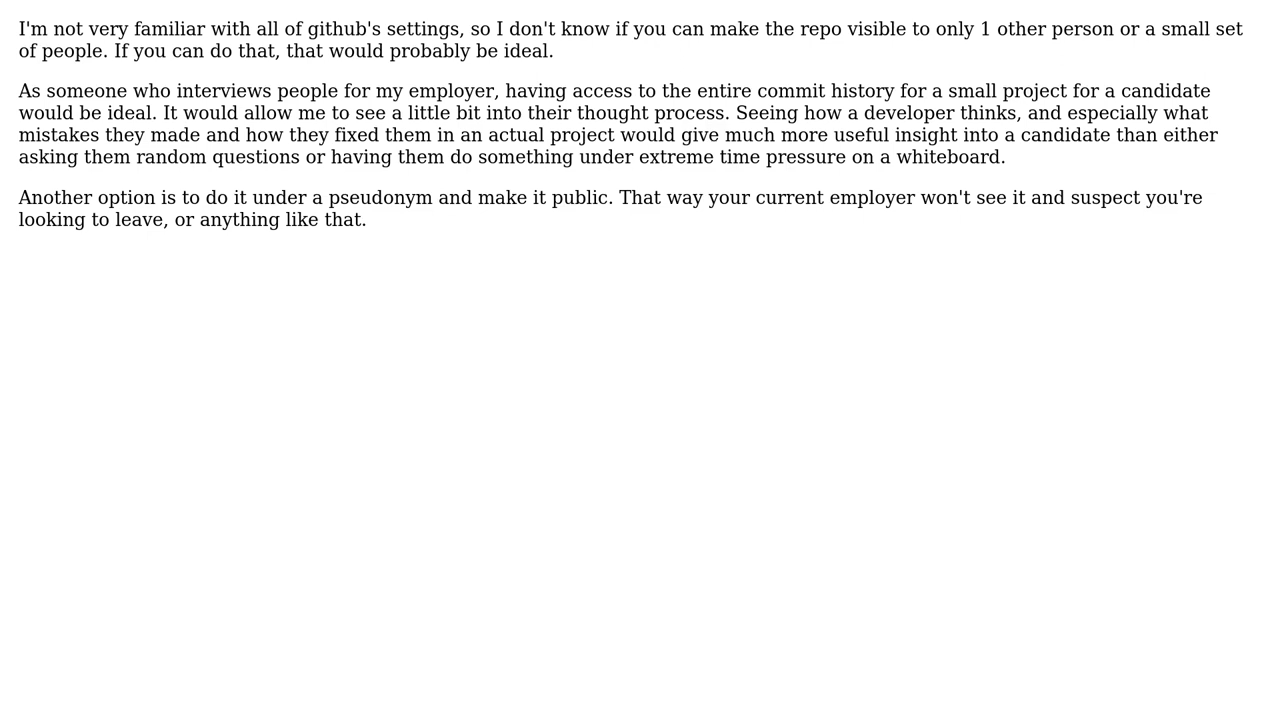 I'm not very familiar with all of github's settings, so I don't know if you can make the repo visible to only 1 other person or a small set
of people. If you can do that, that would probably be ideal.
As someone who interviews people for my employer, having access to the entire commit history for a small project for a candidate
would be ideal. It would allow me to see a little bit into their thought process. Seeing how a developer thinks, and especially what
mistakes they made and how they fixed them in an actual project would give much more useful insight into a candidate than either
asking them random questions or having them do something under extreme time pressure on a whiteboard.
Another option is to do it under a pseudonym and make it public. That way your current employer won't see it and suspect you're
looking to leave, or anything like that.